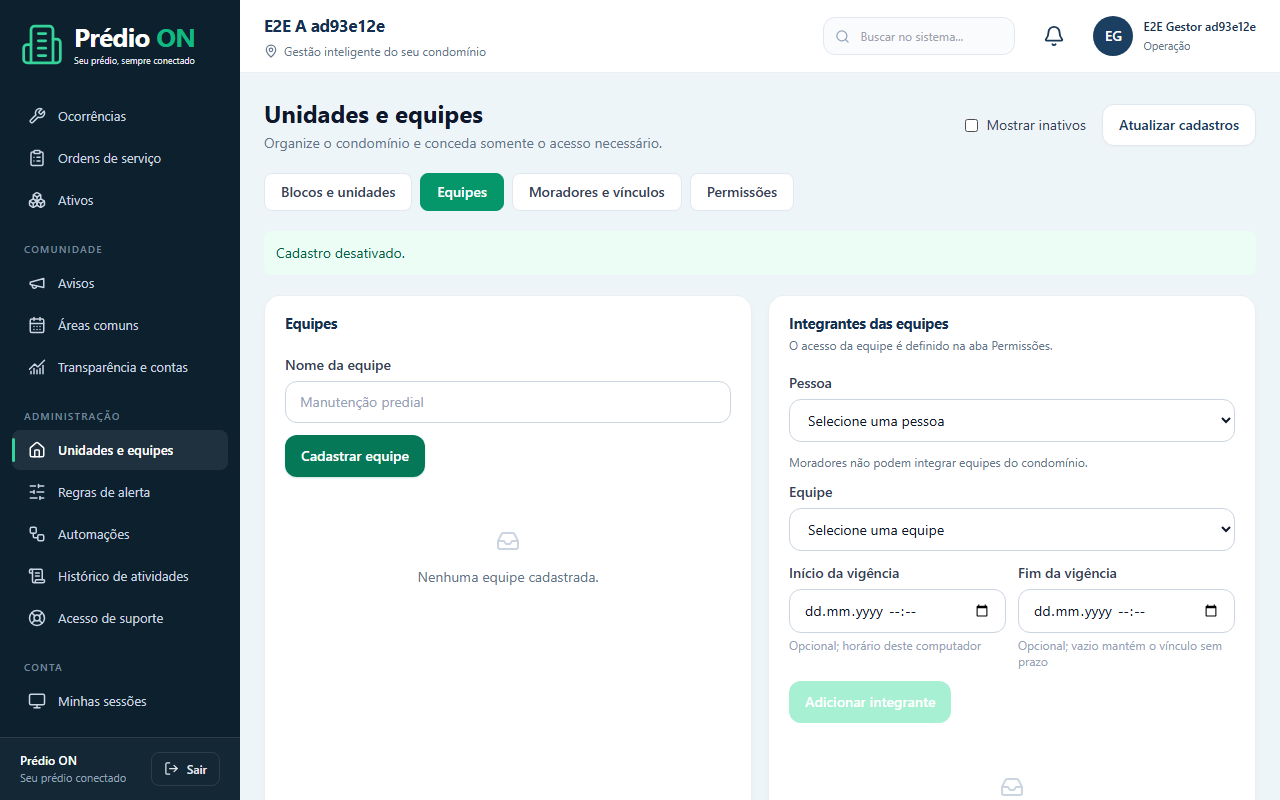 Prédio ON
Seu prédio, sempre conectado
Ocorrências
Ordens de serviço
Ativos
COMUNIDADE
Avisos
Áreas comuns
Transparência e contas
ADMINISTRAÇÃO
Unidades e equipes
Regras de alerta
Automações
Histórico de atividades
Acesso de suporte
CONTA
Minhas sessões
Prédio ON
Seu prédio conectado
Sair
E2E A ad93e12e
Gestão inteligente do seu condomínio
Buscar no sistema...
EG
E2E Gestor ad93e12e
Operação
Unidades e equipes
Organize o condomínio e conceda somente o acesso necessário.
Mostrar inativos
Atualizar cadastros
Blocos e unidades
Equipes
Moradores e vínculos
Permissões
Cadastro desativado.
Equipes
Nome da equipe
Manutenção predial
Cadastrar equipe
Nenhuma equipe cadastrada.
Integrantes das equipes
O acesso da equipe é definido na aba Permissões.
Pessoa
Selecione uma pessoa
Moradores não podem integrar equipes do condomínio.
Equipe
Selecione uma equipe
Início da vigência
dd.mm.yyyy --:--
Opcional; horário deste computador
Fim da vigência
dd.mm.yyyy --:--
Opcional; vazio mantém o vínculo sem
prazo
Adicionar integrante